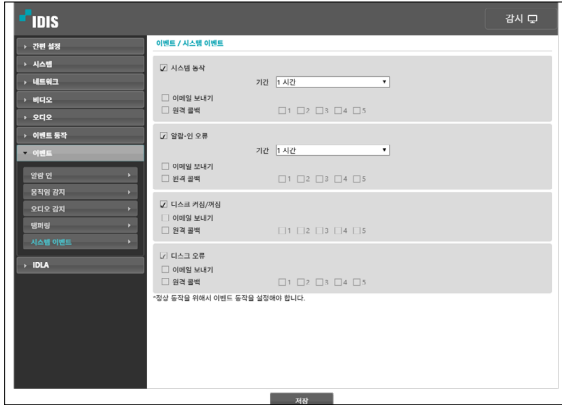 IDIS
감시
간편 설정
시스템
네트워크
비디오
오디오
이벤트 동작
이벤트
알람 인
움직임 감지
오디오 감지
탬퍼링
시스템 이벤트
IDLA
이벤트 / 시스템 이벤트
시스템 동작
기간 1 시간
이메일 보내기
원격 콜백 1 2 3 4 5
알람-인 오류
기간 1 시간
이메일 보내기
원격 콜백 1 2 3 4 5
디스크 켜짐/꺼짐
이메일 보내기
원격 콜백 1 2 3 4 5
디스크 오류
이메일 보내기
원격 콜백 1 2 3 4 5
*정상 동작을 위해서 이벤트 동작을 설정해야 합니다.
저장